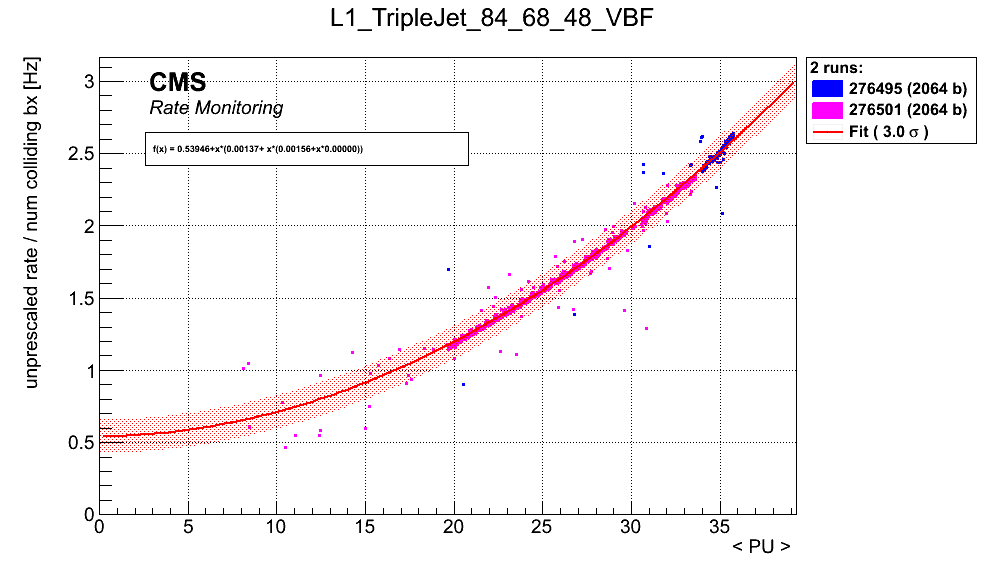 L1_TripleJet_84_68_48_VBF
unprescaled rate / num colliding bx [Hz]
CMS
Rate Monitoring
f(x) = 0.53946+x*(0.00137+ x*(0.00156+x*0.00000))
2 runs:
276495 (2064 b)
276501 (2064 b)
Fit ( 3.0 σ )
3
2.5
2
1.5
1
0.5
0
0 5 10 15 20 25 30 35
< PU >